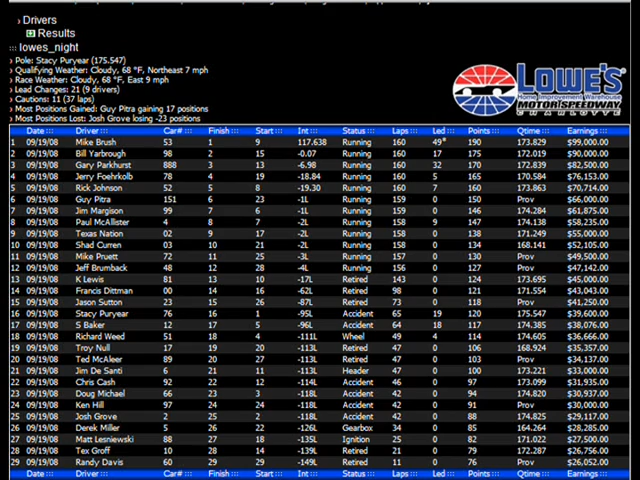 › Drivers
Results
::: lowes_night
› Pole: Stacy Puryear (175.547)
› Qualifying Weather: Cloudy, 68 °F, Northeast 7 mph
› Race Weather: Cloudy, 68 °F, East 9 mph
› Lead Changes: 21 (9 drivers)
› Cautions: 11 (37 laps)
› Most Positions Gained: Guy Pitra gaining 17 positions
› Most Positions Lost: Josh Grove losing -23 positions
LOWE'S
Home Improvement Warehouse
MOTOR SPEEDWAY
CHARLOTTE
Date ::: Driver ::: Car# ::: Finish ::: Start ::: Int ::: Status ::: Laps ::: Led ::: Points ::: Qtime ::: Earnings :::
1 09/19/08 Mike Brush 53 1 9 117.638 Running 160 49* 190 173.829 $99,000.00
2 09/19/08 Bill Yarbrough 98 2 15 -0.07 Running 160 17 175 172.019 $90,000.00
3 09/19/08 Gary Parkhurst 888 3 13 -6.98 Running 160 32 170 172.839 $82,500.00
4 09/19/08 Jerry Foehrkolb 78 4 19 -18.84 Running 160 5 165 170.584 $76,153.00
5 09/19/08 Rick Johnson 52 5 8 -19.30 Running 160 7 160 173.863 $70,714.00
6 09/19/08 Guy Pitra 151 6 23 -1L Running 159 0 150 Prov $66,000.00
7 09/19/08 Jim Margison 99 7 6 -1L Running 159 0 146 174.284 $61,875.00
8 09/19/08 Paul McAllister 4 8 7 -2L Running 158 9 147 174.138 $58,235.00
9 09/19/08 Texas Nation 02 9 17 -2L Running 158 0 138 171.249 $55,000.00
10 09/19/08 Shad Curren 03 10 21 -2L Running 158 0 134 168.141 $52,105.00
11 09/19/08 Mike Pruett 72 11 25 -3L Running 157 0 130 Prov $49,500.00
12 09/19/08 Jeff Brumback 48 12 28 -4L Running 156 0 127 Prov $47,142.00
13 09/19/08 K Lewis 81 13 10 -17L Retired 143 0 124 173.695 $45,000.00
14 09/19/08 Francis Dittman 00 14 16 -62L Retired 98 0 121 171.554 $43,043.00
15 09/19/08 Jason Sutton 23 15 26 -87L Retired 73 0 118 Prov $41,250.00
16 09/19/08 Stacy Puryear 76 16 1 -95L Accident 65 19 120 175.547 $39,600.00
17 09/19/08 S Baker 12 17 5 -96L Accident 64 18 117 174.385 $38,076.00
18 09/19/08 Richard Weed 51 18 4 -111L Wheel 49 4 114 174.605 $36,666.00
19 09/19/08 Troy Null 17 19 20 -113L Retired 47 0 106 168.924 $35,357.00
20 09/19/08 Ted McAleer 89 20 27 -113L Retired 47 0 103 Prov $34,137.00
21 09/19/08 Jim De Santi 6 21 11 -113L Header 47 0 100 173.221 $33,000.00
22 09/19/08 Chris Cash 92 22 12 -114L Accident 46 0 97 173.099 $31,935.00
23 09/19/08 Doug Michael 66 23 3 -118L Accident 42 0 94 174.820 $30,937.00
24 09/19/08 Ken Hill 97 24 24 -118L Accident 42 0 91 Prov $30,000.00
25 09/19/08 Josh Grove 2 25 2 -118L Accident 42 0 88 174.825 $29,117.00
26 09/19/08 Derek Miller 5 26 22 -126L Gearbox 34 0 85 164.264 $28,285.00
27 09/19/08 Matt Lesniewski 88 27 18 -135L Ignition 25 0 82 171.022 $27,500.00
28 09/19/08 Tex Groff 10 28 14 -139L Retired 21 0 79 172.287 $26,756.00
29 09/19/08 Randy Davis 60 29 29 -149L Retired 11 0 76 Prov $26,052.00
Date ::: Driver ::: Car# ::: Finish ::: Start ::: Int ::: Status ::: Laps ::: Led ::: Points ::: Qtime ::: Earnings :::